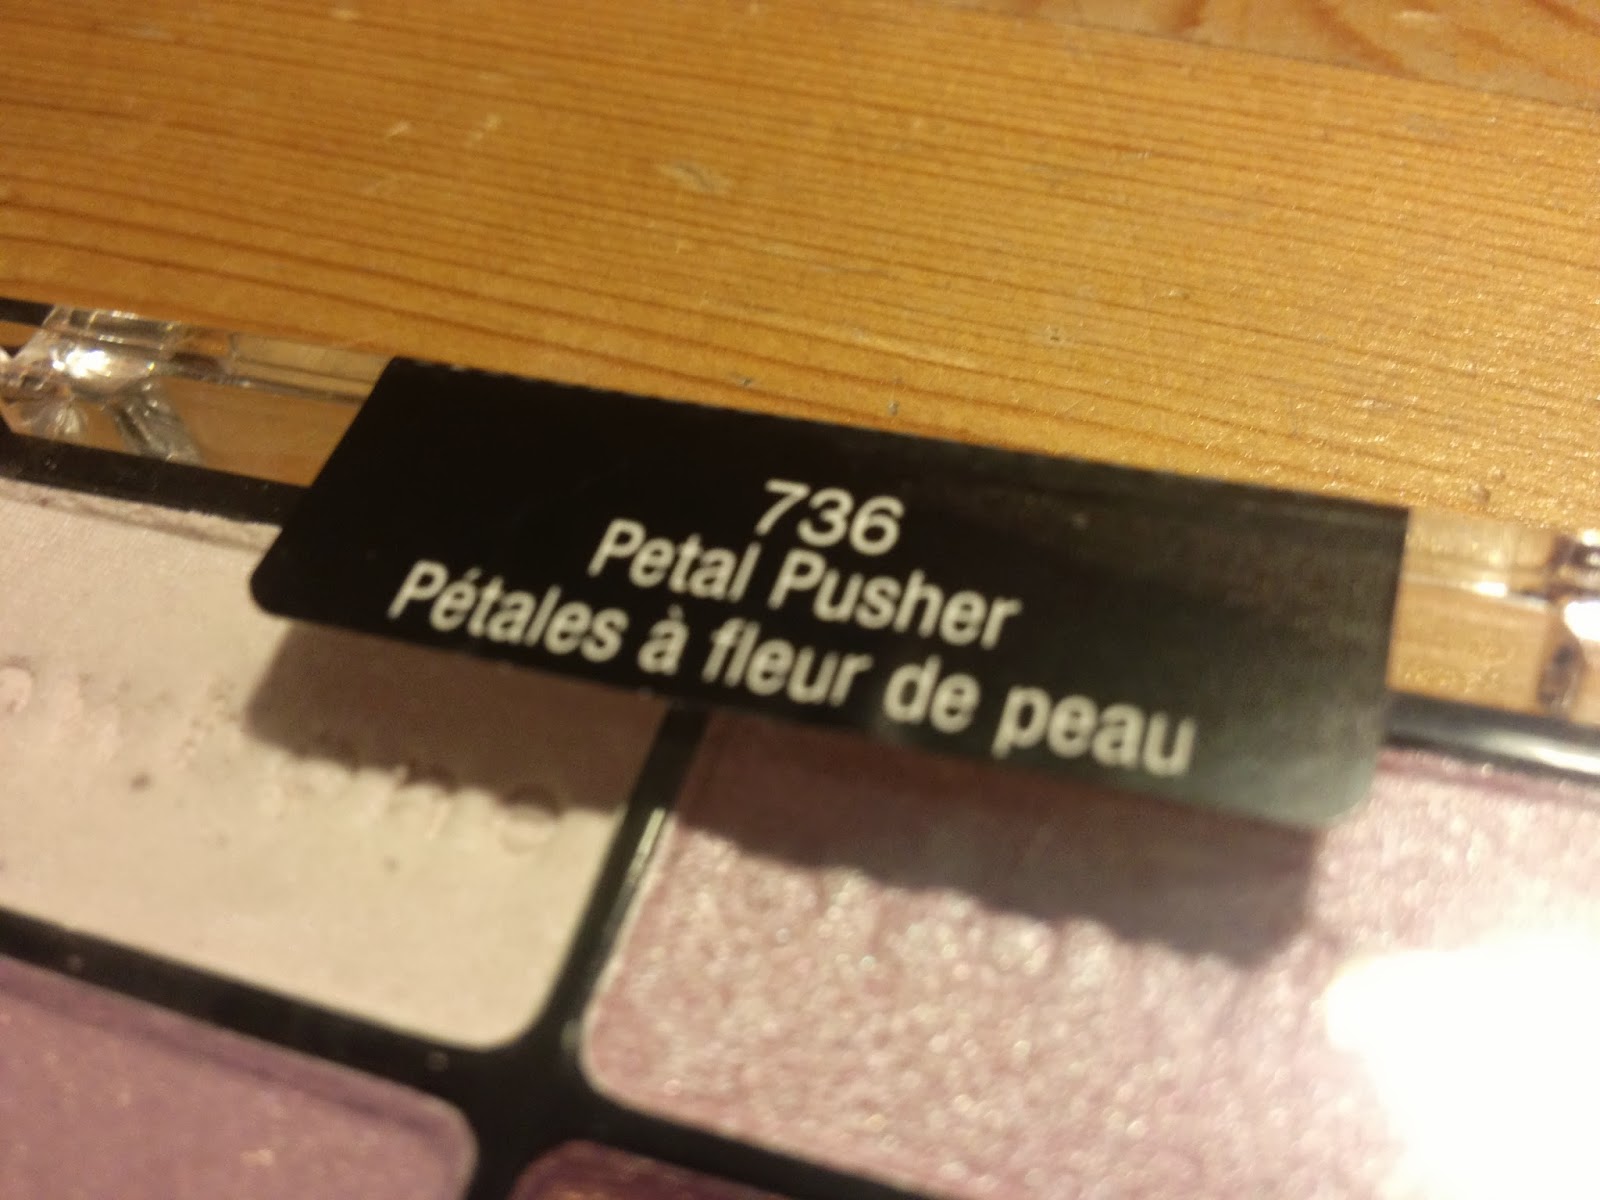 736
Petal Pusher
Pétales à fleur de peau